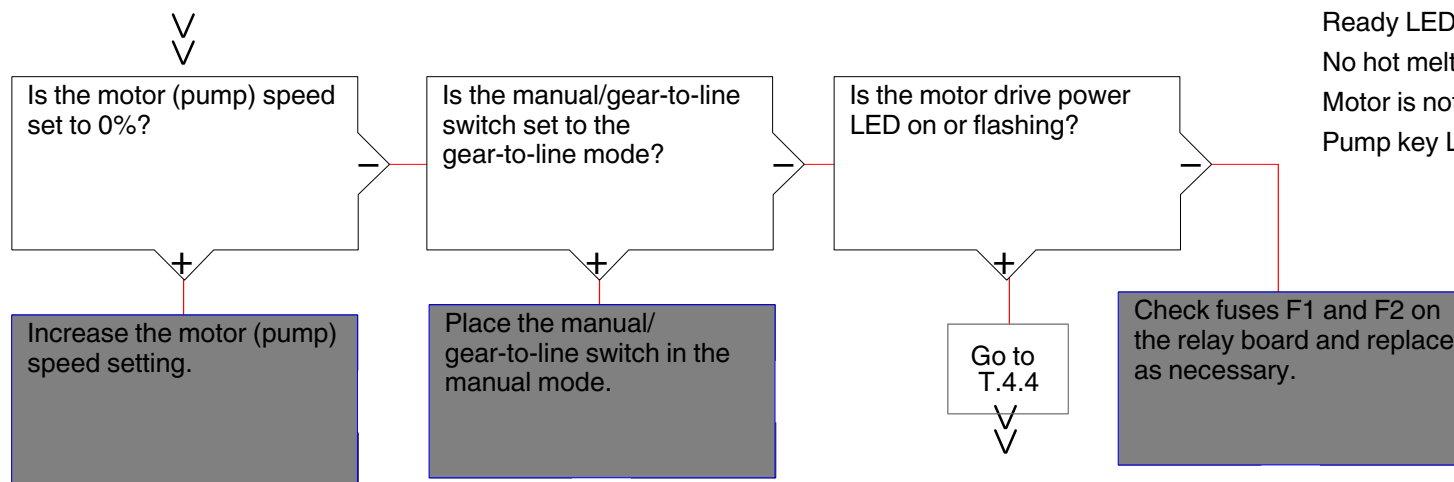 Is the motor (pump) speed
set to 0%?
–
+
Increase the motor (pump)
speed setting.
Is the manual/gear-to-line
switch set to the
gear-to-line mode?
–
+
Place the manual/
gear-to-line switch in the
manual mode.
Is the motor drive power
LED on or flashing?
–
+
Go to
T.4.4
Check fuses F1 and F2 on
the relay board and replace
as necessary.
Ready LED
No hot melt
Motor is not
Pump key L